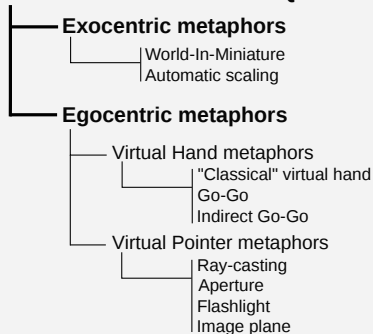 Exocentric metaphors
World-In-Miniature
Automatic scaling
Egocentric metaphors
Virtual Hand metaphors
"Classical" virtual hand
Go-Go
Indirect Go-Go
Virtual Pointer metaphors
Ray-casting
Aperture
Flashlight
Image plane